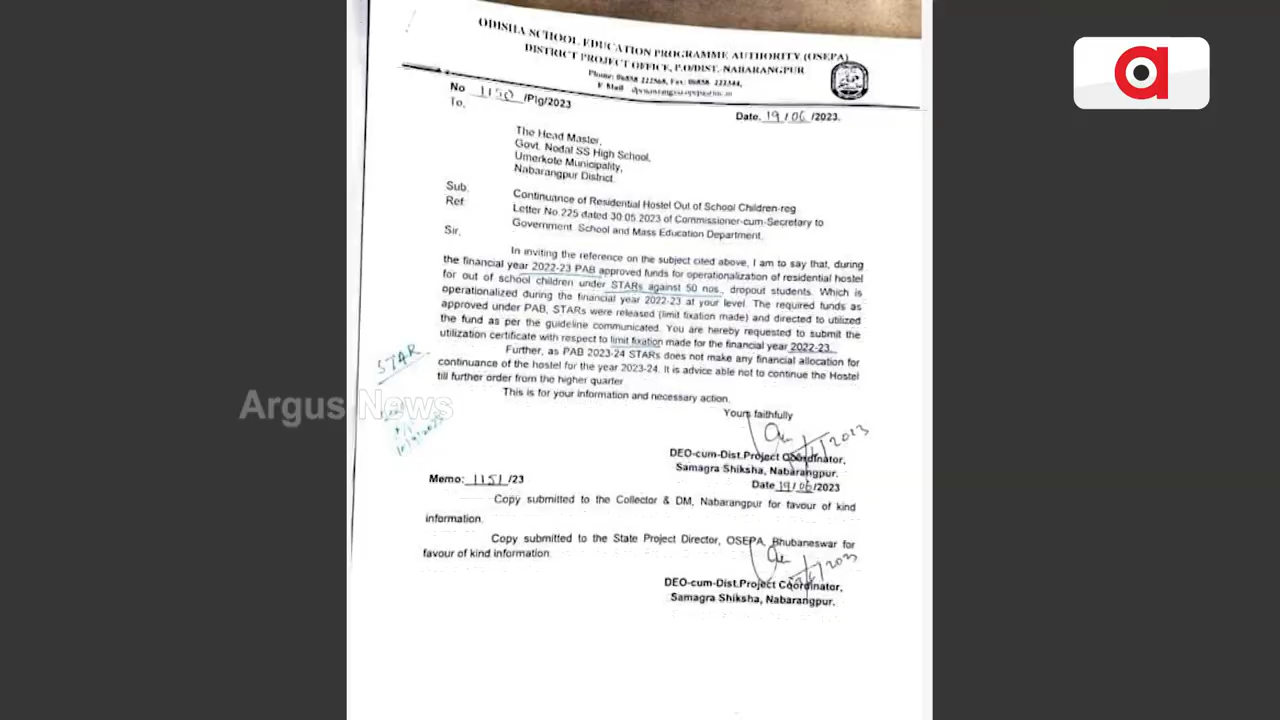 ODISHA SCHOOL EDUCATION PROGRAMME AUTHORITY (OSEPA)
DISTRICT PROJECT OFFICE, P.O/DIST.- NABARANGPUR
Phone: 06858 222568, Fax: 06858 222344,
E Mail
No 1150 /Plg/2023
Date. 19/06 /2023.
To,
The Head Master,
Govt. Nodal SS High School,
Umerkote Municipality,
Nabarangpur District.
Sub. Continuance of Residential Hostel Out of School Children-reg
Ref Letter No.225 dated 30.05.2023 of Commissioner-cum-Secretary to
Government School and Mass Education Department.
Sir,
In inviting the reference on the subject cited above, I am to say that, during
the financial year 2022-23 PAB approved funds for operationalization of residential hostel
for out of school children under STARs against 50 nos., dropout students. Which is
operationalized during the financial year 2022-23 at your level. The required funds as
approved under PAB, STARs were released (limit fixation made) and directed to utilized
the fund as per the guideline communicated. You are hereby requested to submit the
utilization certificate with respect to limit fixation made for the financial year 2022-23.
Further, as PAB 2023-24 STARs does not make any financial allocation for
continuance of the hostel for the year 2023-24. It is advice able not to continue the Hostel
till further order from the higher quarter.
This is for your information and necessary action.
STAR
Argus News
Yours faithfully
DEO-cum-Dist.Project Coordinator,
Samagra Shiksha, Nabarangpur.
Memo: 1151 /23
Date 19/06/2023
Copy submitted to the Collector & DM, Nabarangpur for favour of kind
information.
Copy submitted to the State Project Director, OSEPA, Bhubaneswar for
favour of kind information.
DEO-cum-Dist.Project Coordinator,
Samagra Shiksha, Nabarangpur.